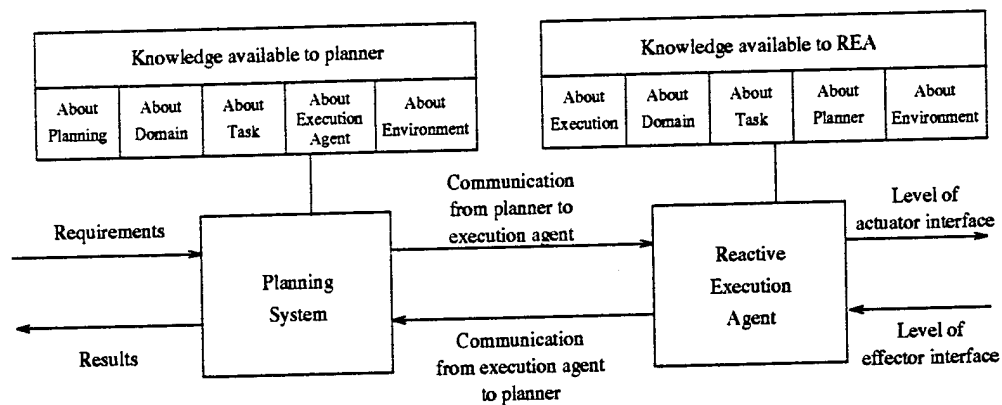 Knowledge available to planner
About
Planning
About
Domain
About
Task
About
Execution
Agent
About
Environment
Knowledge available to REA
About
Execution
About
Domain
About
Task
About
Planner
About
Environment
Requirements
Results
Planning
System
Communication
from planner to
execution agent
Communication
from execution agent
to planner
Reactive
Execution
Agent
Level of
actuator interface
Level of
effector interface